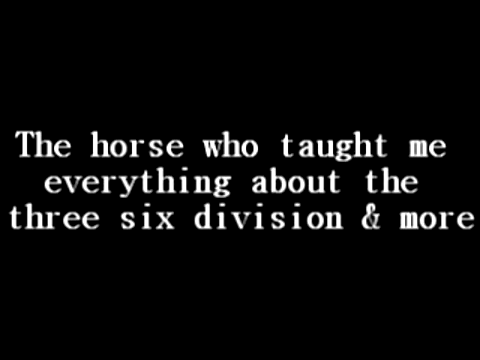 The horse who taught me
everything about the
three six division & more